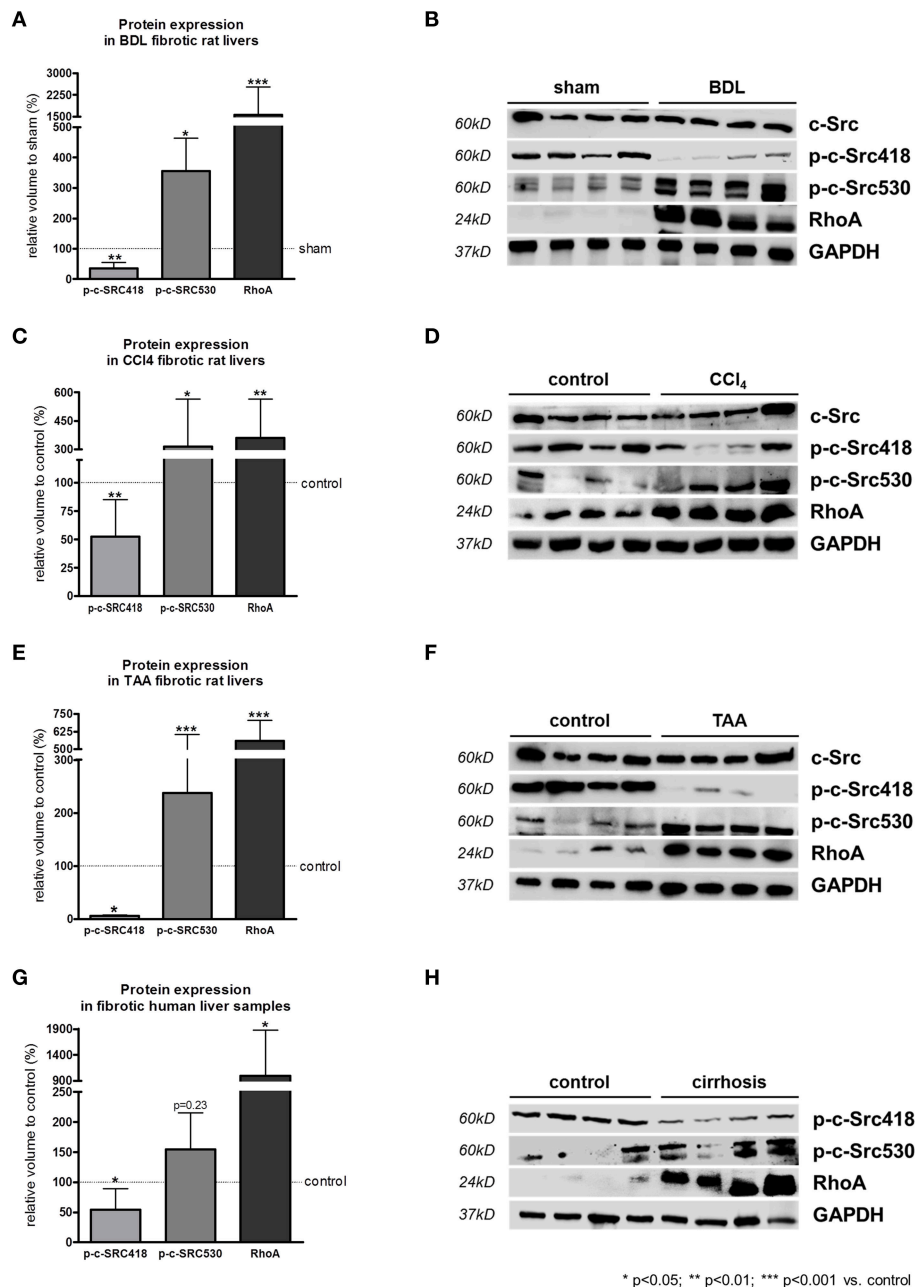 A
Protein expression
in BDL fibrotic rat livers
relative volume to sham (%)
3000
2250
1500
500
400
300
200
100
0
**
*
***
sham
p-c-SRC418 p-c-SRC530 RhoA
B
sham BDL
60kD c-Src
60kD p-c-Src418
60kD p-c-Src530
24kD RhoA
37kD GAPDH
C
Protein expression
in CCl4 fibrotic rat livers
relative volume to control (%)
600
450
300
100
75
50
25
0
**
*
**
control
p-c-SRC418 p-c-SRC530 RhoA
D
control CCl₄
60kD c-Src
60kD p-c-Src418
60kD p-c-Src530
24kD RhoA
37kD GAPDH
E
Protein expression
in TAA fibrotic rat livers
relative volume to control (%)
750
625
500
300
200
100
0
*
***
***
control
p-c-SRC418 p-c-SRC530 RhoA
F
control TAA
60kD c-Src
60kD p-c-Src418
60kD p-c-Src530
24kD RhoA
37kD GAPDH
G
Protein expression
in fibrotic human liver samples
relative volume to control (%)
1900
1400
900
250
200
150
100
50
0
*
p=0.23
*
control
p-c-SRC418 p-c-SRC530 RhoA
H
control cirrhosis
60kD p-c-Src418
60kD p-c-Src530
24kD RhoA
37kD GAPDH
* p<0.05; ** p<0.01; *** p<0.001 vs. control